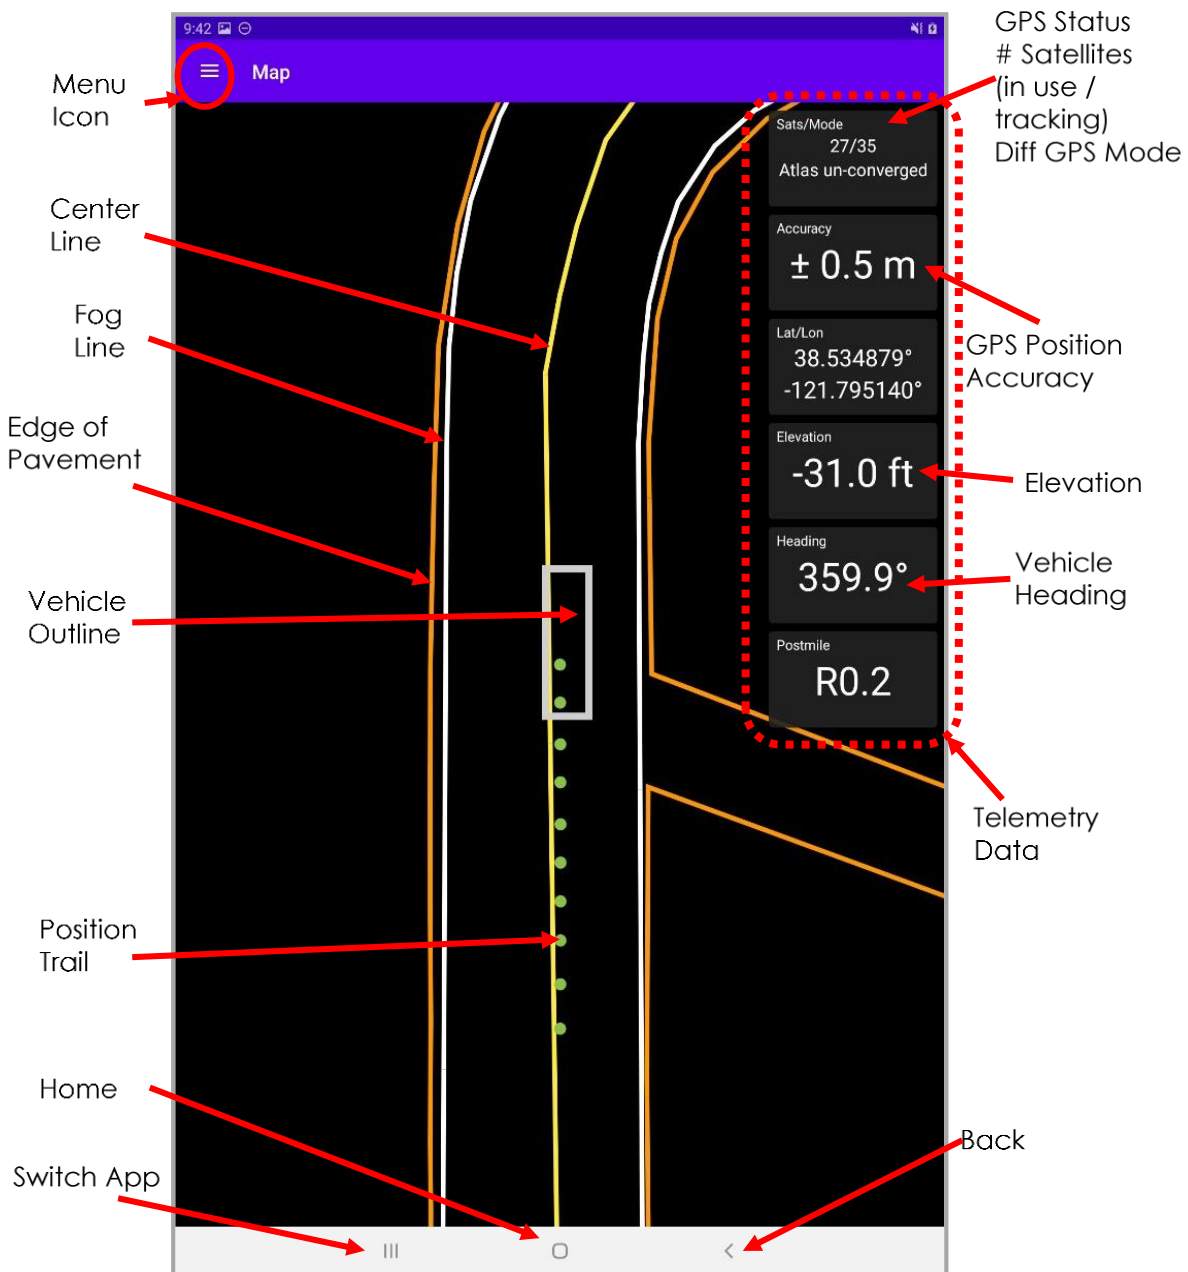 9:42
Map
Menu
Icon
Center
Line
Fog
Line
Edge of
Pavement
Vehicle
Outline
Position
Trail
Home
Switch App
GPS Status
# Satellites
(in use /
tracking)
Diff GPS Mode
Sats/Mode
27/35
Atlas un-converged
Accuracy
± 0.5 m
GPS Position
Accuracy
Lat/Lon
38.534879°
-121.795140°
Elevation
-31.0 ft
Elevation
Heading
359.9°
Vehicle
Heading
Postmile
R0.2
Telemetry
Data
Back